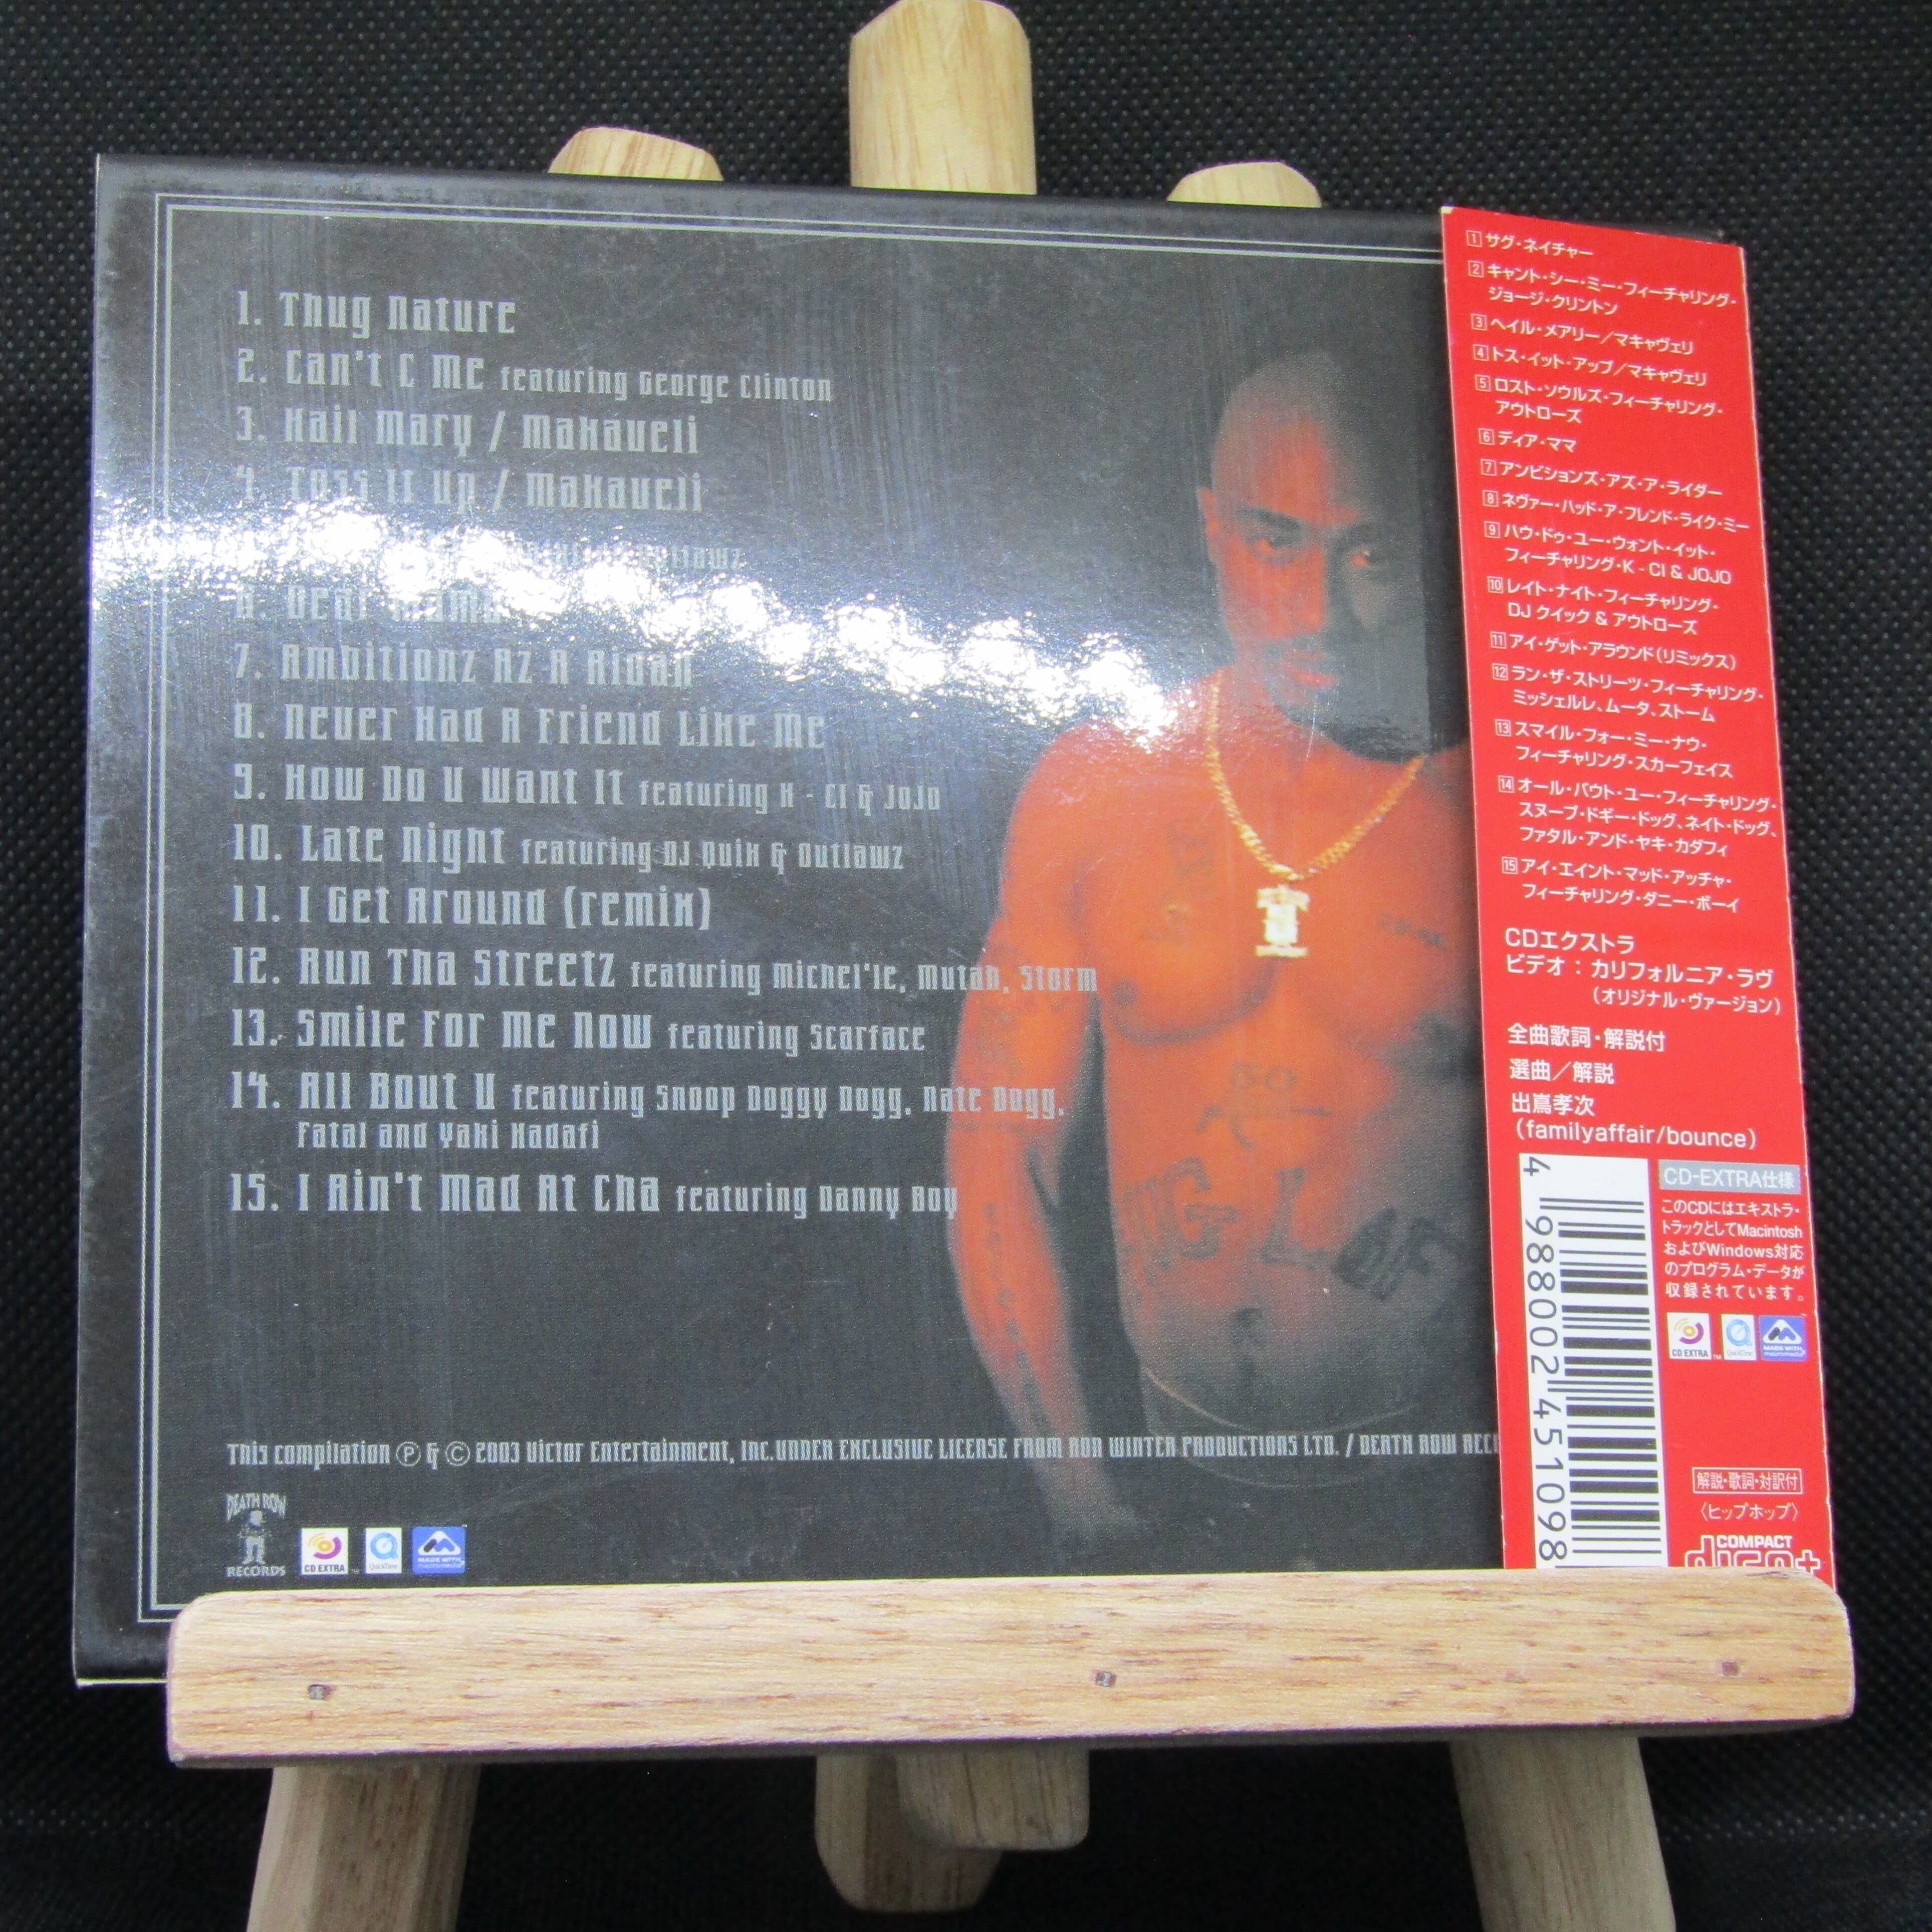 1. Thug Nature
2. Can't C Me featuring George Clinton
3. Hail Mary / Makaveli
4. Toss It Up / Makaveli
Outlawz
6. Dear Mama
7. Ambitionz Az A Ridah
8. Never Had A Friend Like Me
9. How Do U Want It featuring K - Ci & JoJo
10. Late Night featuring DJ Quik & Outlawz
11. I Get Around (remix)
12. Run Tha Streetz featuring Michel'le, Mutah, Storm
13. Smile For Me Now featuring Scarface
14. All Bout U featuring Snoop Doggy Dogg, Nate Dogg,
Fatal and Yaki Kadafi
15. I Ain't Mad At Cha featuring Danny Boy
This compilation Ⓟ & © 2003 Victor Entertainment, Inc. UNDER EXCLUSIVE LICENSE FROM RON WINTER PRODUCTIONS LTD. / DEATH ROW
DEATH ROW
RECORDS
CD EXTRA
QuickTime
MADE WITH
macromedia
1 サグ・ネイチャー
2 キャント・シー・ミー・フィーチャリング・
ジョージ・クリントン
3 ヘイル・メアリー／マキャヴェリ
4 トス・イット・アップ／マキャヴェリ
5 ロスト・ソウルズ・フィーチャリング・
アウトローズ
6 ディア・ママ
7 アンビションズ・アズ・ア・ライダー
8 ネヴァー・ハッド・ア・フレンド・ライク・ミー
9 ハウ・ドゥ・ユー・ウォント・イット・
フィーチャリング・K - CI & JOJO
10 レイト・ナイト・フィーチャリング・
DJ クイック & アウトローズ
11 アイ・ゲット・アラウンド(リミックス)
12 ラン・ザ・ストリーツ・フィーチャリング・
ミッシェルレ、ムータ、ストーム
13 スマイル・フォー・ミー・ナウ・
フィーチャリング・スカーフェイス
14 オール・バウト・ユー・フィーチャリング・
スヌープ・ドギー・ドッグ、ネイト・ドッグ、
ファタル・アンド・ヤキ・カダフィ
15 アイ・エイント・マッド・アッチャ・
フィーチャリング・ダニー・ボーイ
CDエクストラ
ビデオ：カリフォルニア・ラヴ
（オリジナル・ヴァージョン）
全曲歌詞・解説付
選曲／解説
出嶌孝次
(familyaffair/bounce)
4 988002 451098
CD-EXTRA仕様
このCDにはエキストラ・
トラックとしてMacintosh
およびWindows対応
のプログラム・データが
収録されています。
CD EXTRA
QuickTime
MADE WITH
macromedia
解説・歌詞・対訳付
〈ヒップホップ〉
COMPACT